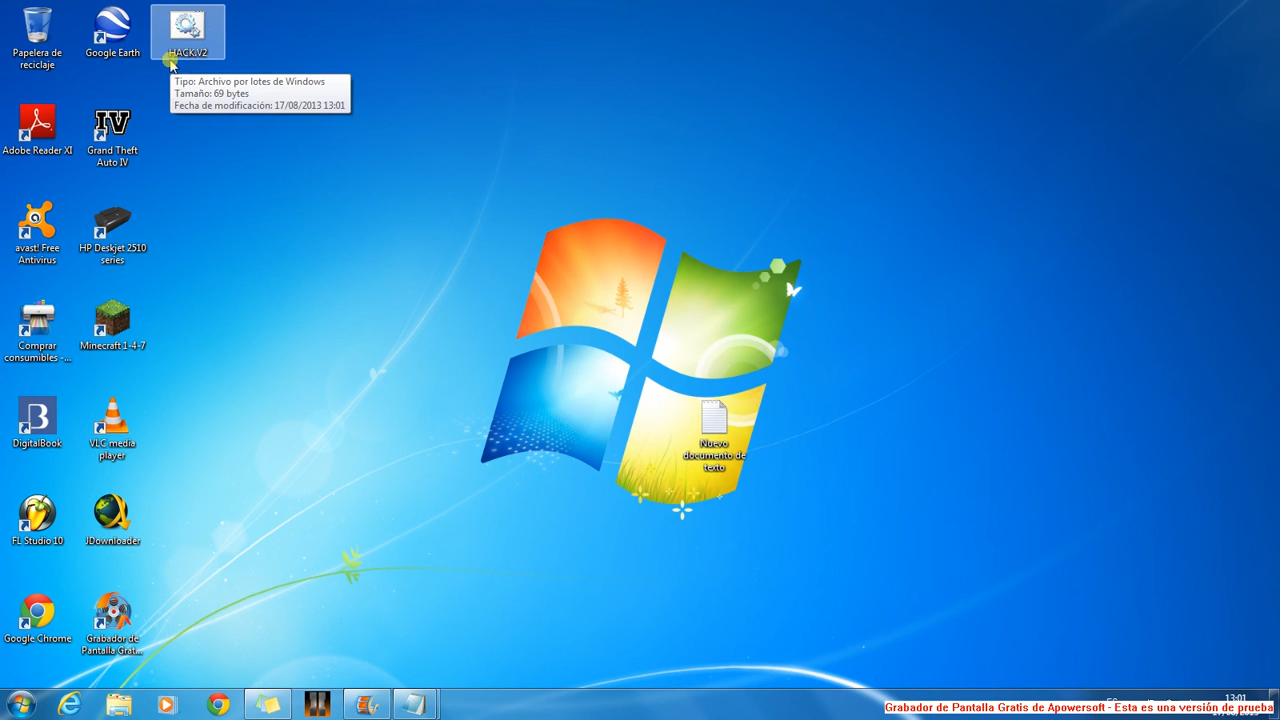 Papelera de
reciclaje
Google Earth
HACK.V2
Tipo: Archivo por lotes de Windows
Tamaño: 69 bytes
Fecha de modificación: 17/08/2013 13:01
Adobe Reader XI
Grand Theft
Auto IV
avast! Free
Antivirus
HP Deskjet 2510
series
Comprar
consumibles -...
Minecraft 1-4-7
DigitalBook
VLC media
player
Nuevo
documento de
texto
FL Studio 10
JDownloader
Google Chrome
Grabador de
Pantalla Grat...
13:01
Grabador de Pantalla Gratis de Apowersoft - Esta es una versión de prueba